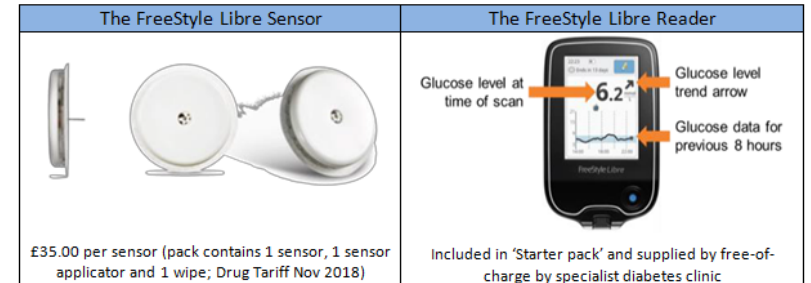 The FreeStyle Libre Sensor
The FreeStyle Libre Reader
£35.00 per sensor (pack contains 1 sensor, 1 sensor
applicator and 1 wipe; Drug Tariff Nov 2018)
Glucose level at
time of scan
6.2
Glucose level
trend arrow
Glucose data for
previous 8 hours
FreeStyle Libre
Included in ‘Starter pack’ and supplied by free-of-
charge by specialist diabetes clinic